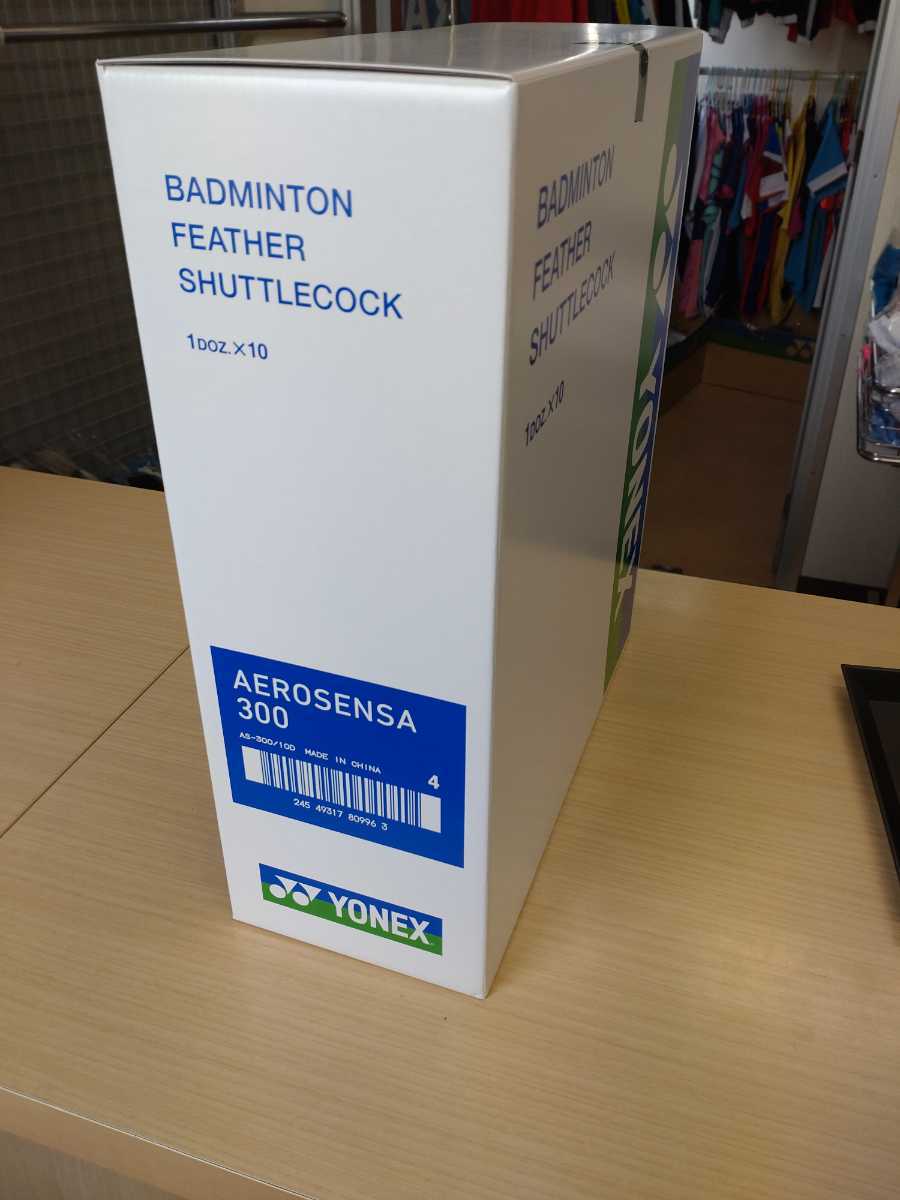 BADMINTON
FEATHER
SHUTTLECOCK
1DOZ.×10
AEROSENSA
300
AS-300/10D MADE IN CHINA
4
245 49317 80996 3
YONEX
BADMINTON
FEATHER
SHUTTLECOCK
1DOZ.×10
YONEX